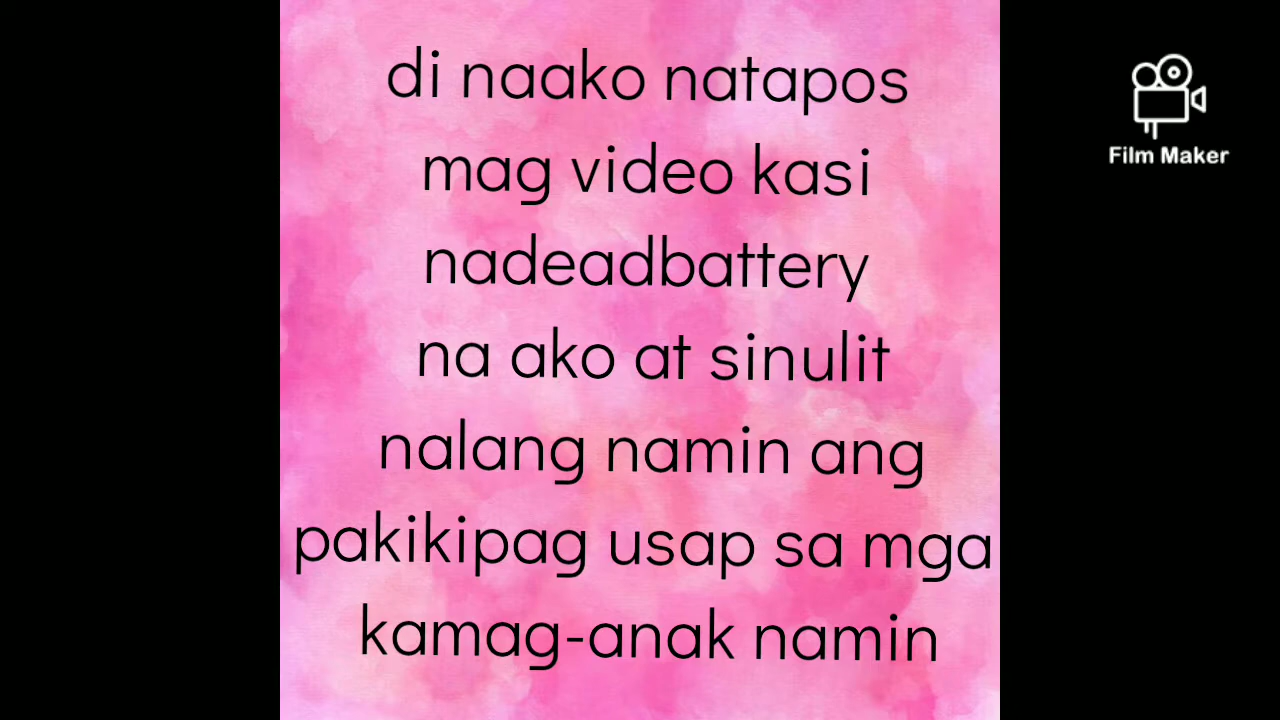 di naako natapos
mag video kasi
nadeadbattery
na ako at sinulit
nalang namin ang
pakikipag usap sa mga
kamag-anak namin
Film Maker